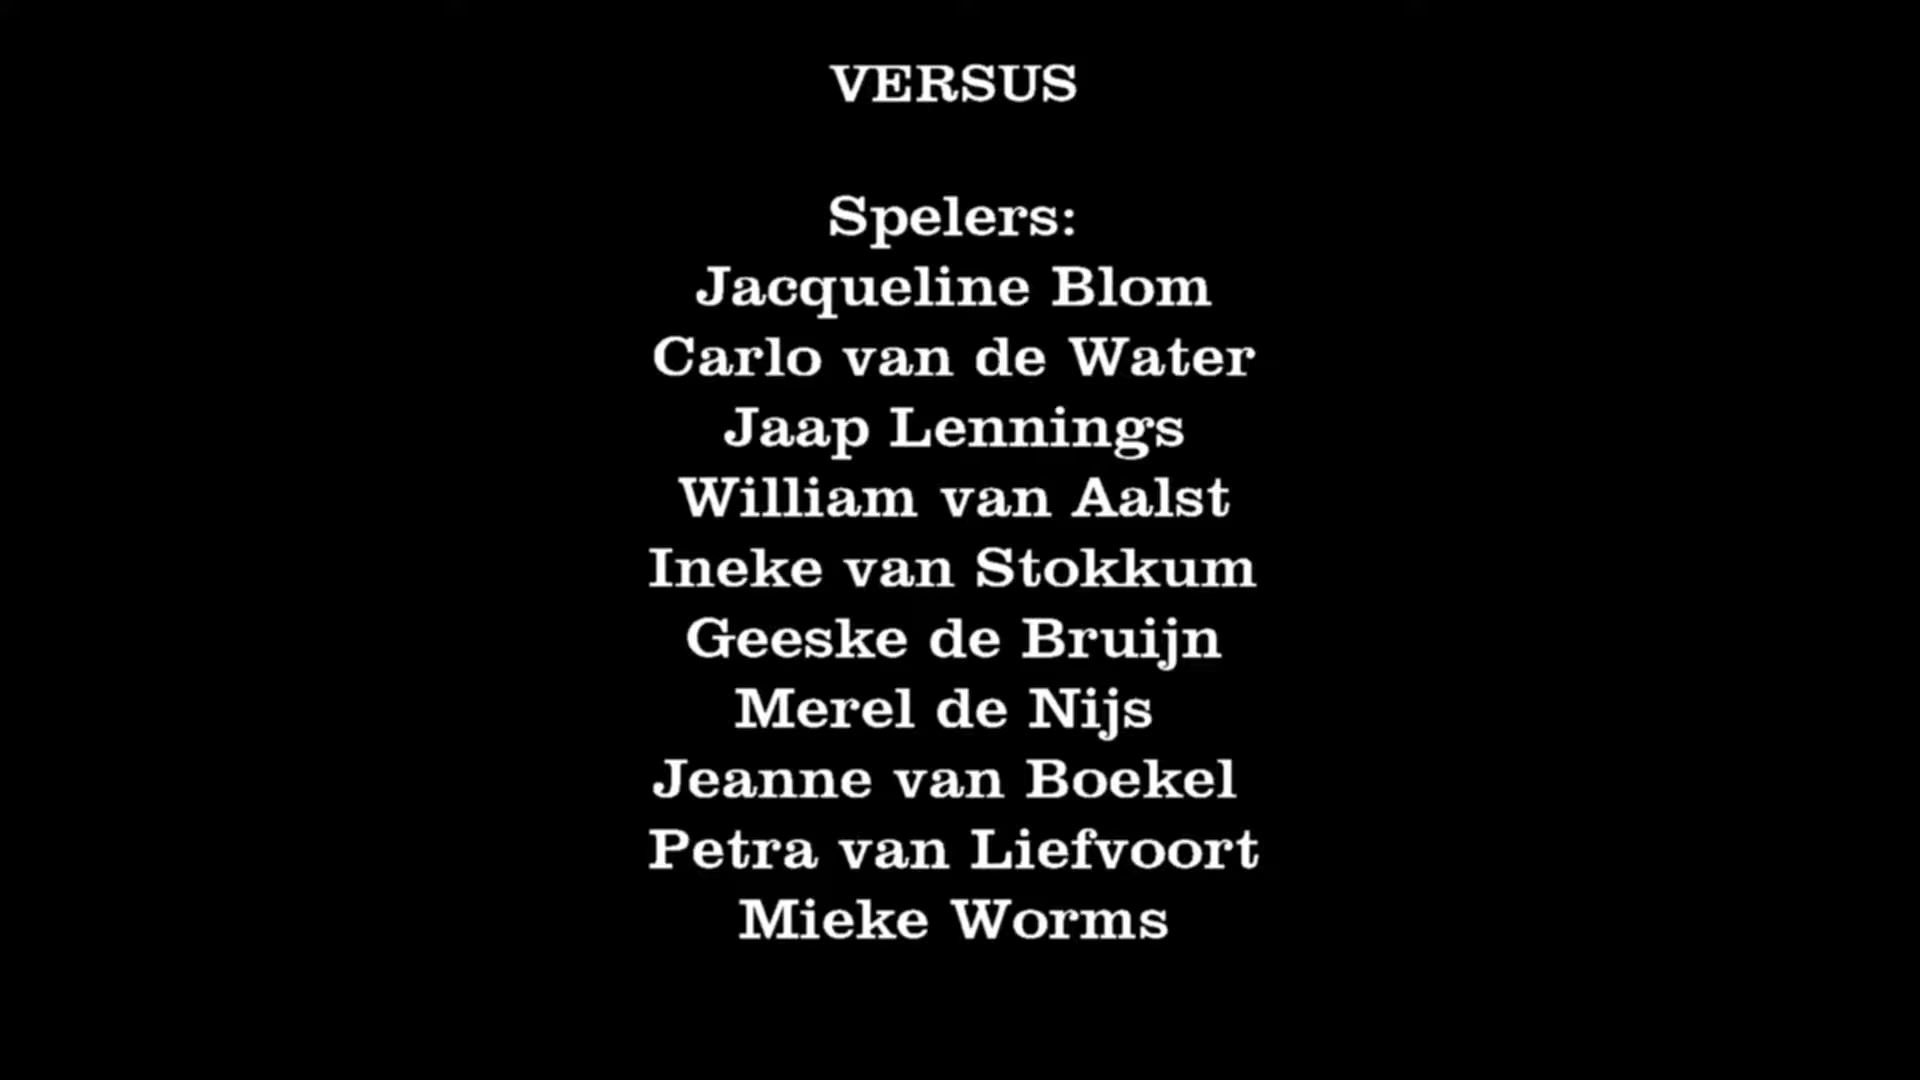 VERSUS
Spelers:
Jacqueline Blom
Carlo van de Water
Jaap Lennings
William van Aalst
Ineke van Stokkum
Geeske de Bruijn
Merel de Nijs
Jeanne van Boekel
Petra van Liefvoort
Mieke Worms